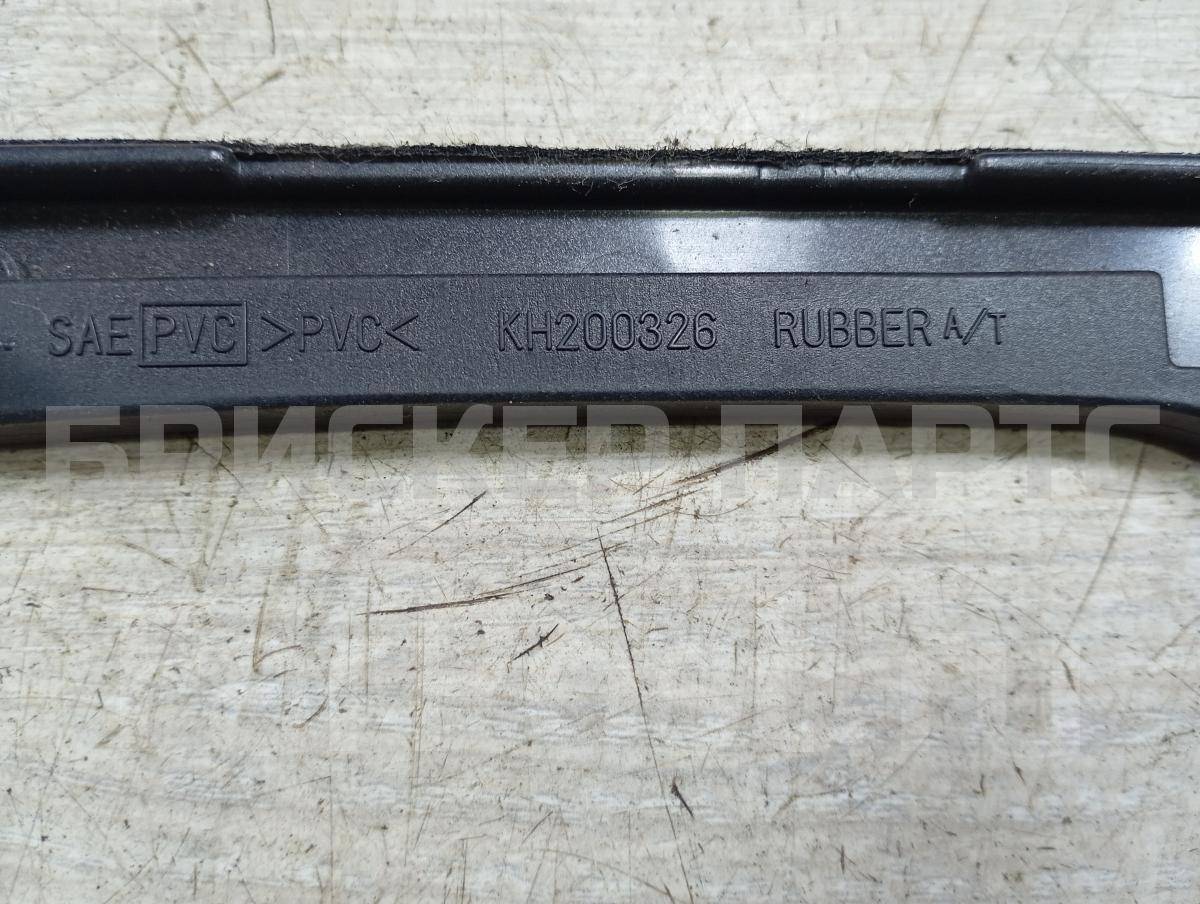 SAE PVC >PVC< KH200326 RUBBER A/T
БРИСКЕР ПАРТС